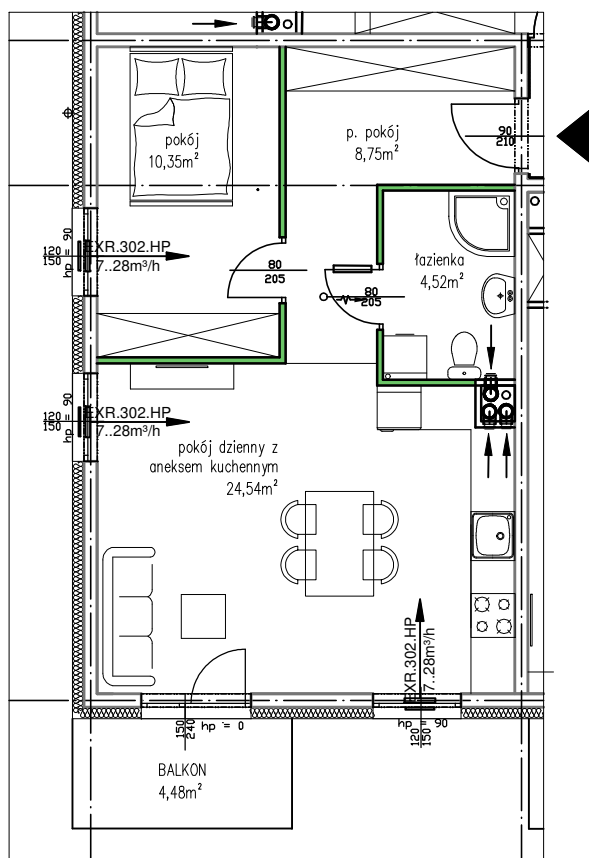 pokój
10,35m²
p. pokój
8,75m²
90
210
łazienka
4,52m²
120
150
hp = 90
EXR.302.HP
7..28m³/h
80
205
80
205
120
150
hp = 90
EXR.302.HP
7..28m³/h
pokój dzienny z
aneksem kuchennym
24,54m²
EXR.302.HP
7..28m³/h
150
240
hp = 0
hp = 90
120
150
BALKON
4,48m²